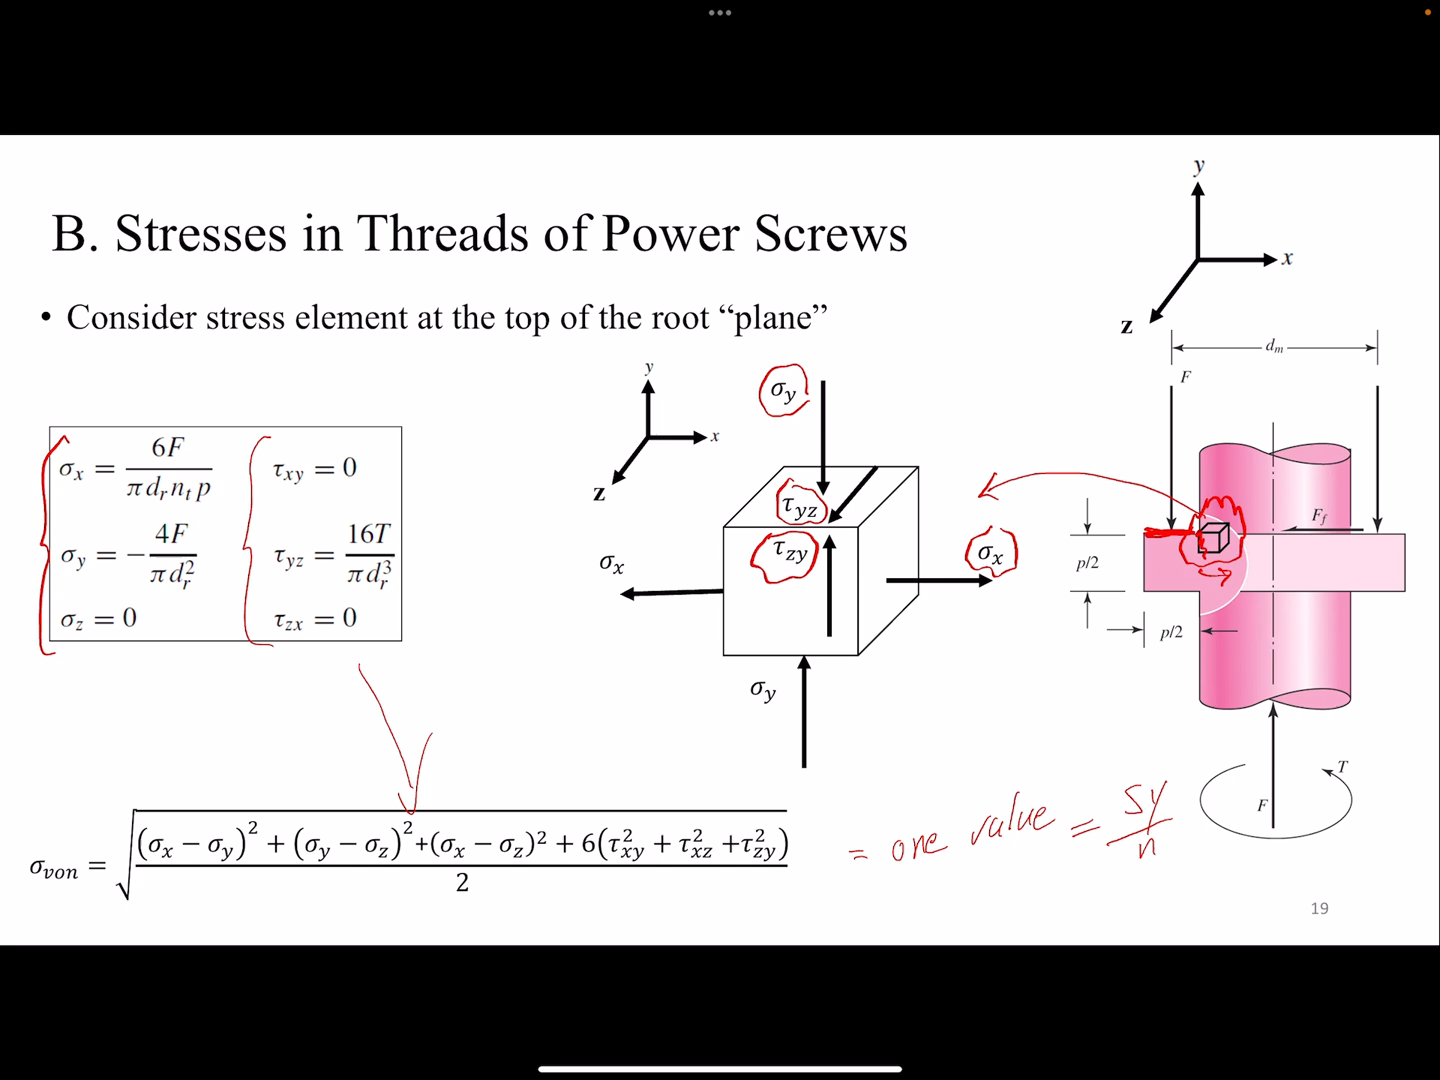 B. Stresses in Threads of Power Screws
• Consider stress element at the top of the root “plane”
σx = 6F / π dr nt p
τxy = 0
σy = − 4F / π dr²
τyz = 16T / π dr³
σz = 0
τzx = 0
y
x
z
σy
τyz
τzy
σx
σx
σy
y
x
z
dm
F
Ff
p/2
p/2
T
F
σvon = √((σx − σy)² + (σy − σz)² +(σx − σz)² + 6(τ²xy + τ²xz +τ²zy) / 2)
= one value = Sy / n
19